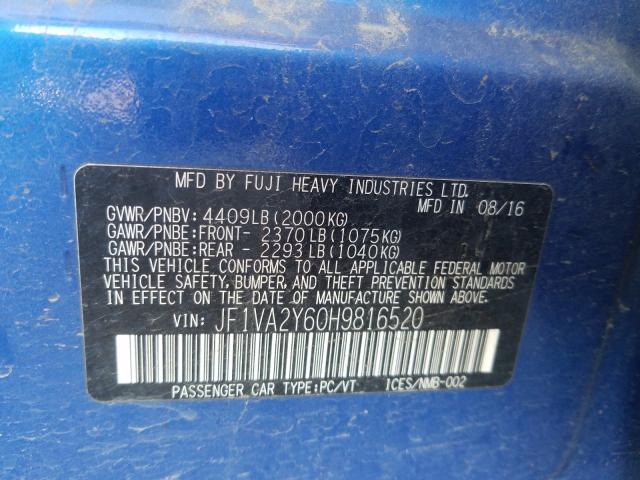 MFD BY FUJI HEAVY INDUSTRIES LTD.
MFD IN 08/16
GVWR/PNBV: 4409LB(2000KG)
GAWR/PNBE:FRONT- 2370LB(1075KG)
GAWR/PNBE:REAR - 2293LB(1040KG)
THIS VEHICLE CONFORMS TO ALL APPLICABLE FEDERAL MOTOR
VEHICLE SAFETY, BUMPER, AND THEFT PREVENTION STANDARDS
IN EFFECT ON THE DATE OF MANUFACTURE SHOWN ABOVE.
VIN: JF1VA2Y60H9816520
PASSENGER CAR TYPE:PC/VT ICES/NMB-002